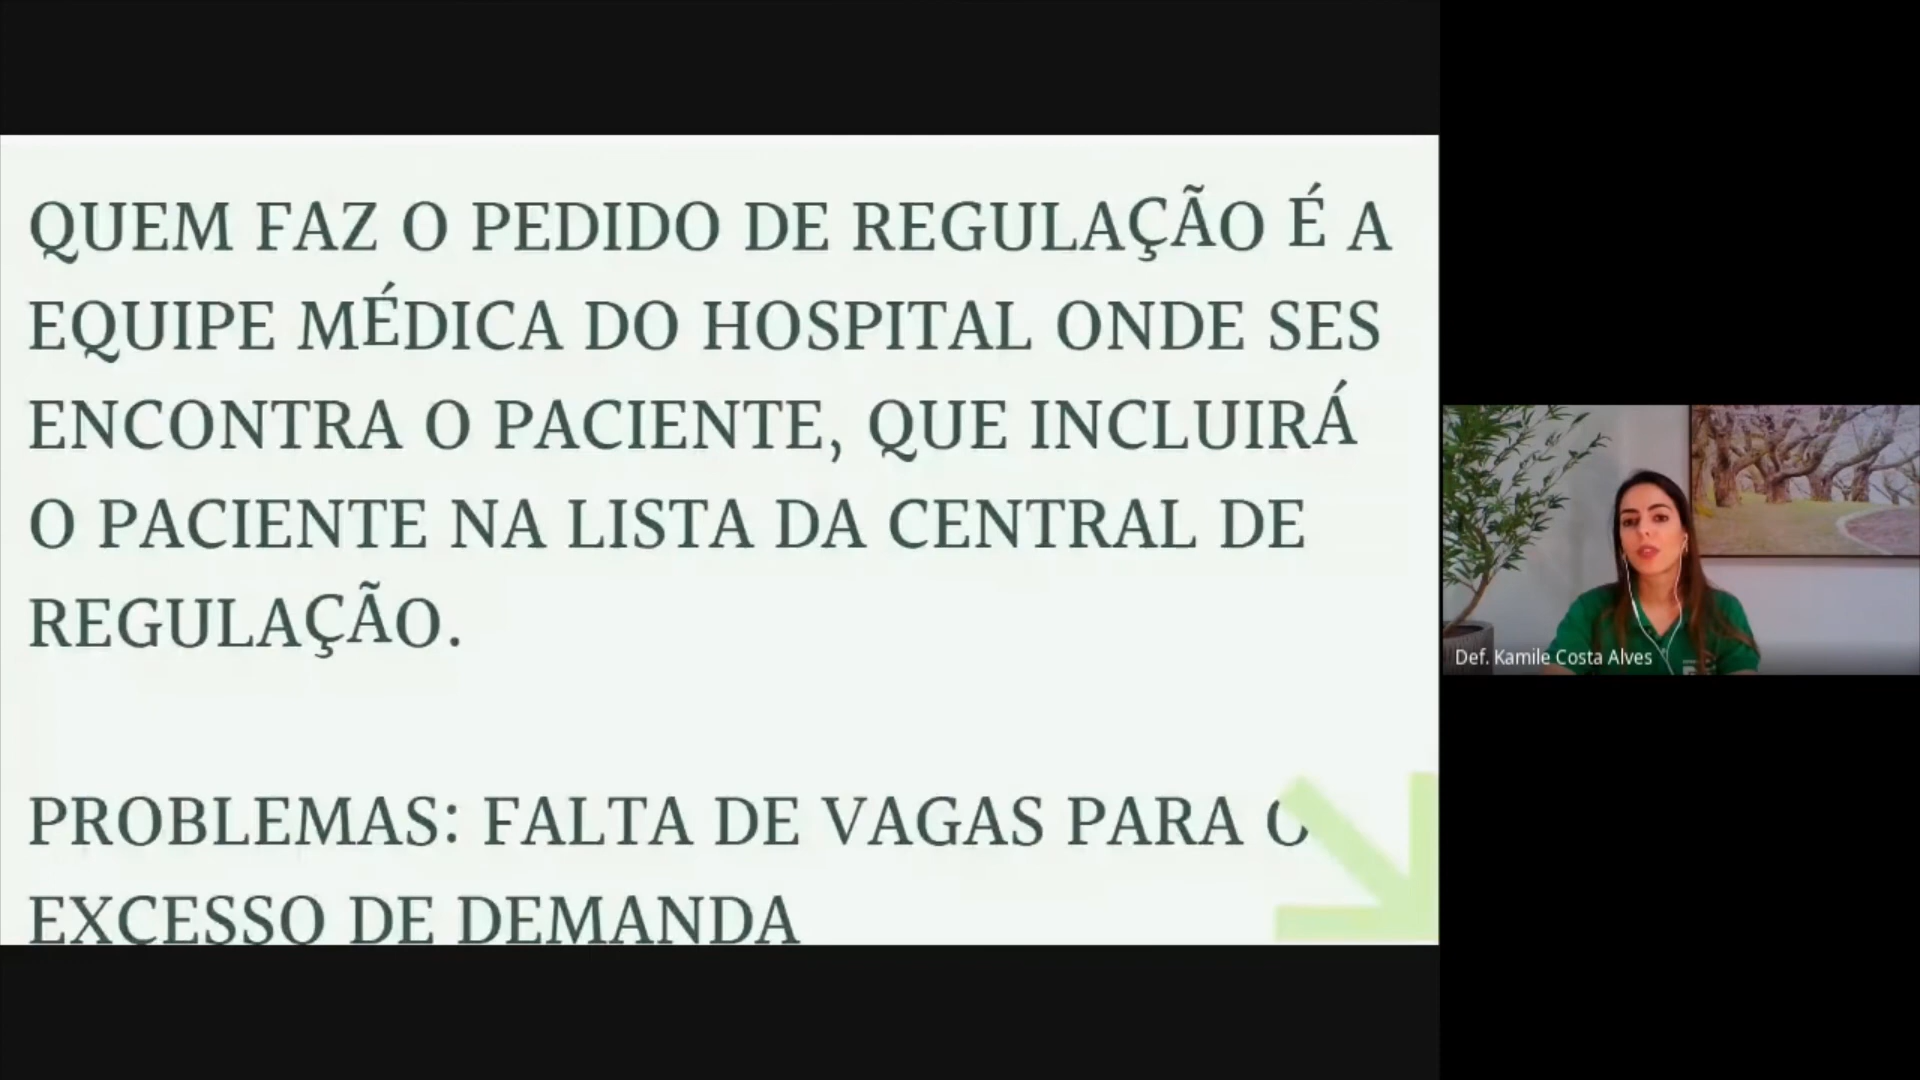 QUEM FAZ O PEDIDO DE REGULAÇÃO É A
EQUIPE MÉDICA DO HOSPITAL ONDE SES
ENCONTRA O PACIENTE, QUE INCLUIRÁ
O PACIENTE NA LISTA DA CENTRAL DE
REGULAÇÃO.
PROBLEMAS: FALTA DE VAGAS PARA O
EXCESSO DE DEMANDA
Def. Kamile Costa Alves